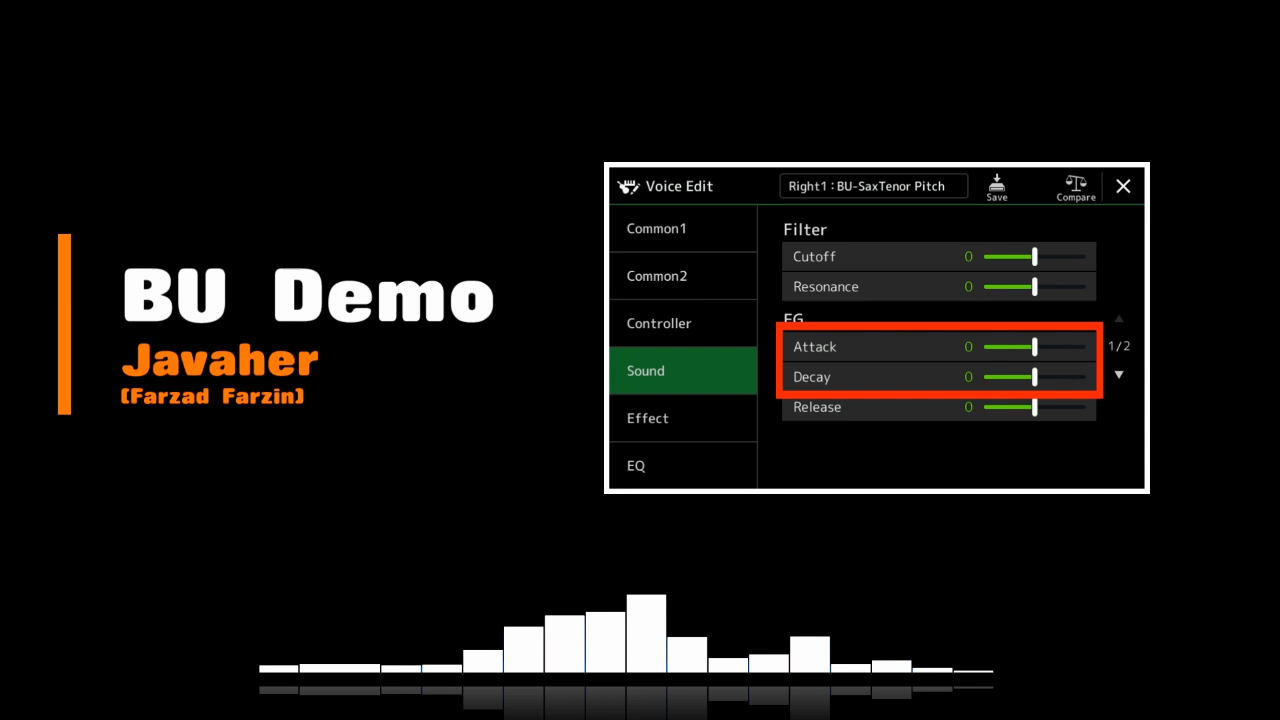 BU Demo
Javaher
(Farzad Farzin)
Voice Edit
Right1 : BU-SaxTenor Pitch
Save
Compare
Common1
Common2
Controller
Sound
Effect
EQ
Filter
Cutoff 0
Resonance 0
EG
Attack 0
Decay 0
Release 0
1/2